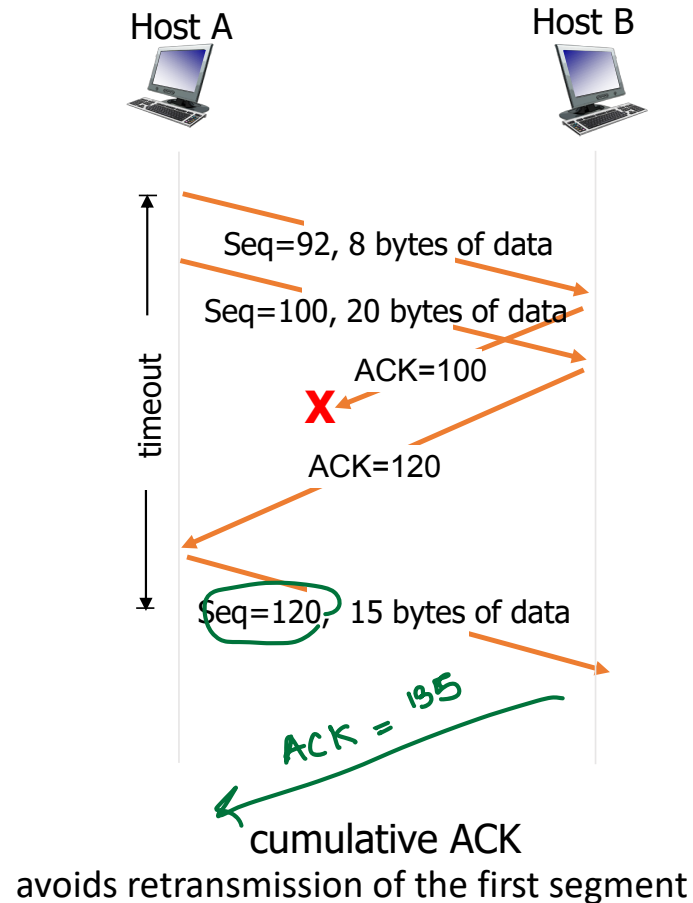 Host A
Host B
Seq=92, 8 bytes of data
Seq=100, 20 bytes of data
ACK=100
X
timeout
ACK=120
Seq=120, 15 bytes of data
ACK = 135
cumulative ACK
avoids retransmission of the first segment